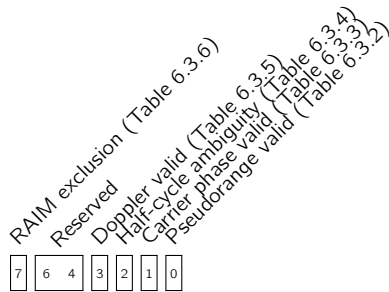 RAIM exclusion (Table 6.3.6)
Reserved
Doppler valid (Table 6.3.5)
Half-cycle ambiguity (Table 6.3.4)
Carrier phase valid (Table 6.3.3)
Pseudorange valid (Table 6.3.2)
7 6 4 3 2 1 0